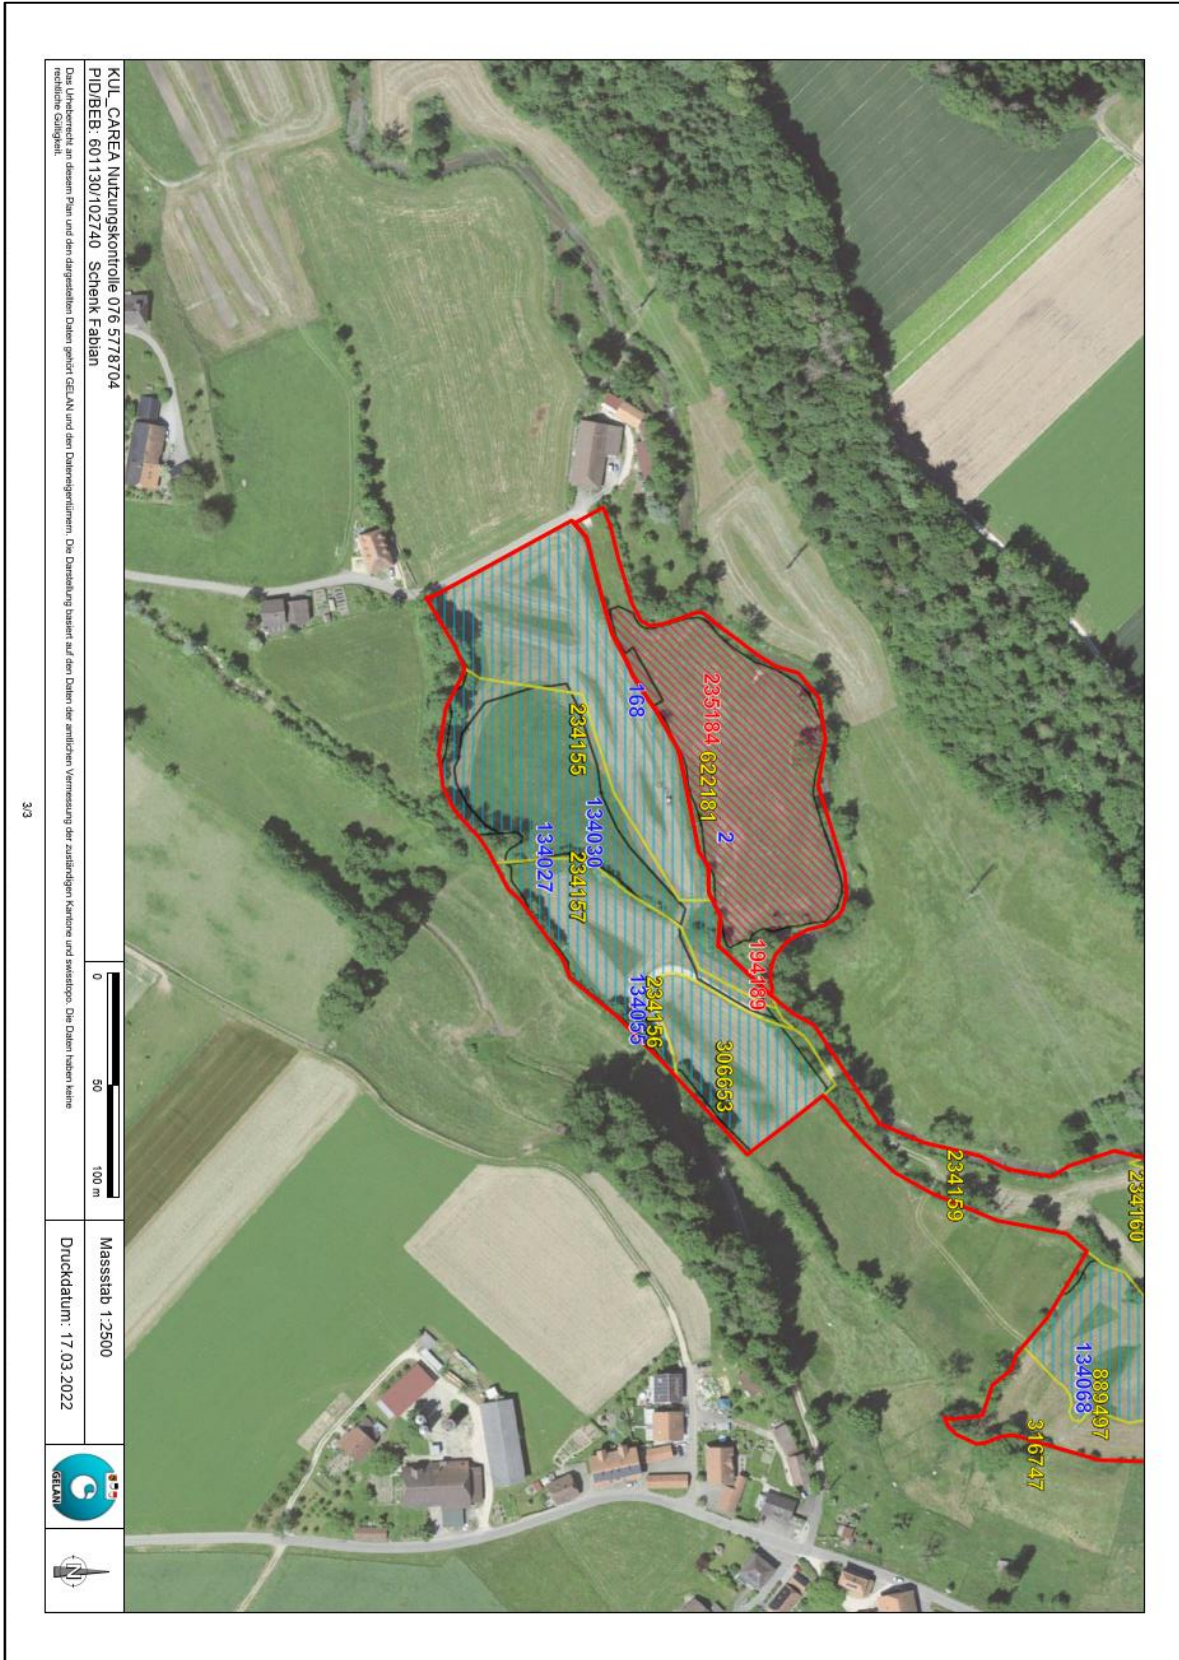 234160
234159
889497
134068
316747
235184
622181
2
168
194189
234155
134030
134027
234157
234156
134055
306653
KUL_CAREA Nutzungskontrolle 076 5778704
PID/BEB: 601130/102740 Schenk Fabian
Das Urheberrecht an diesem Plan und den dargestellten Daten gehört GELAN und den Dateneigentümern. Die Darstellung basiert auf den Daten der amtlichen Vermessung der zuständigen Kantone und swisstopo. Die Daten haben keine
rechtliche Gültigkeit.
0 50 100 m
Massstab 1:2500
Druckdatum: 17.03.2022
GELAN
N
3/3